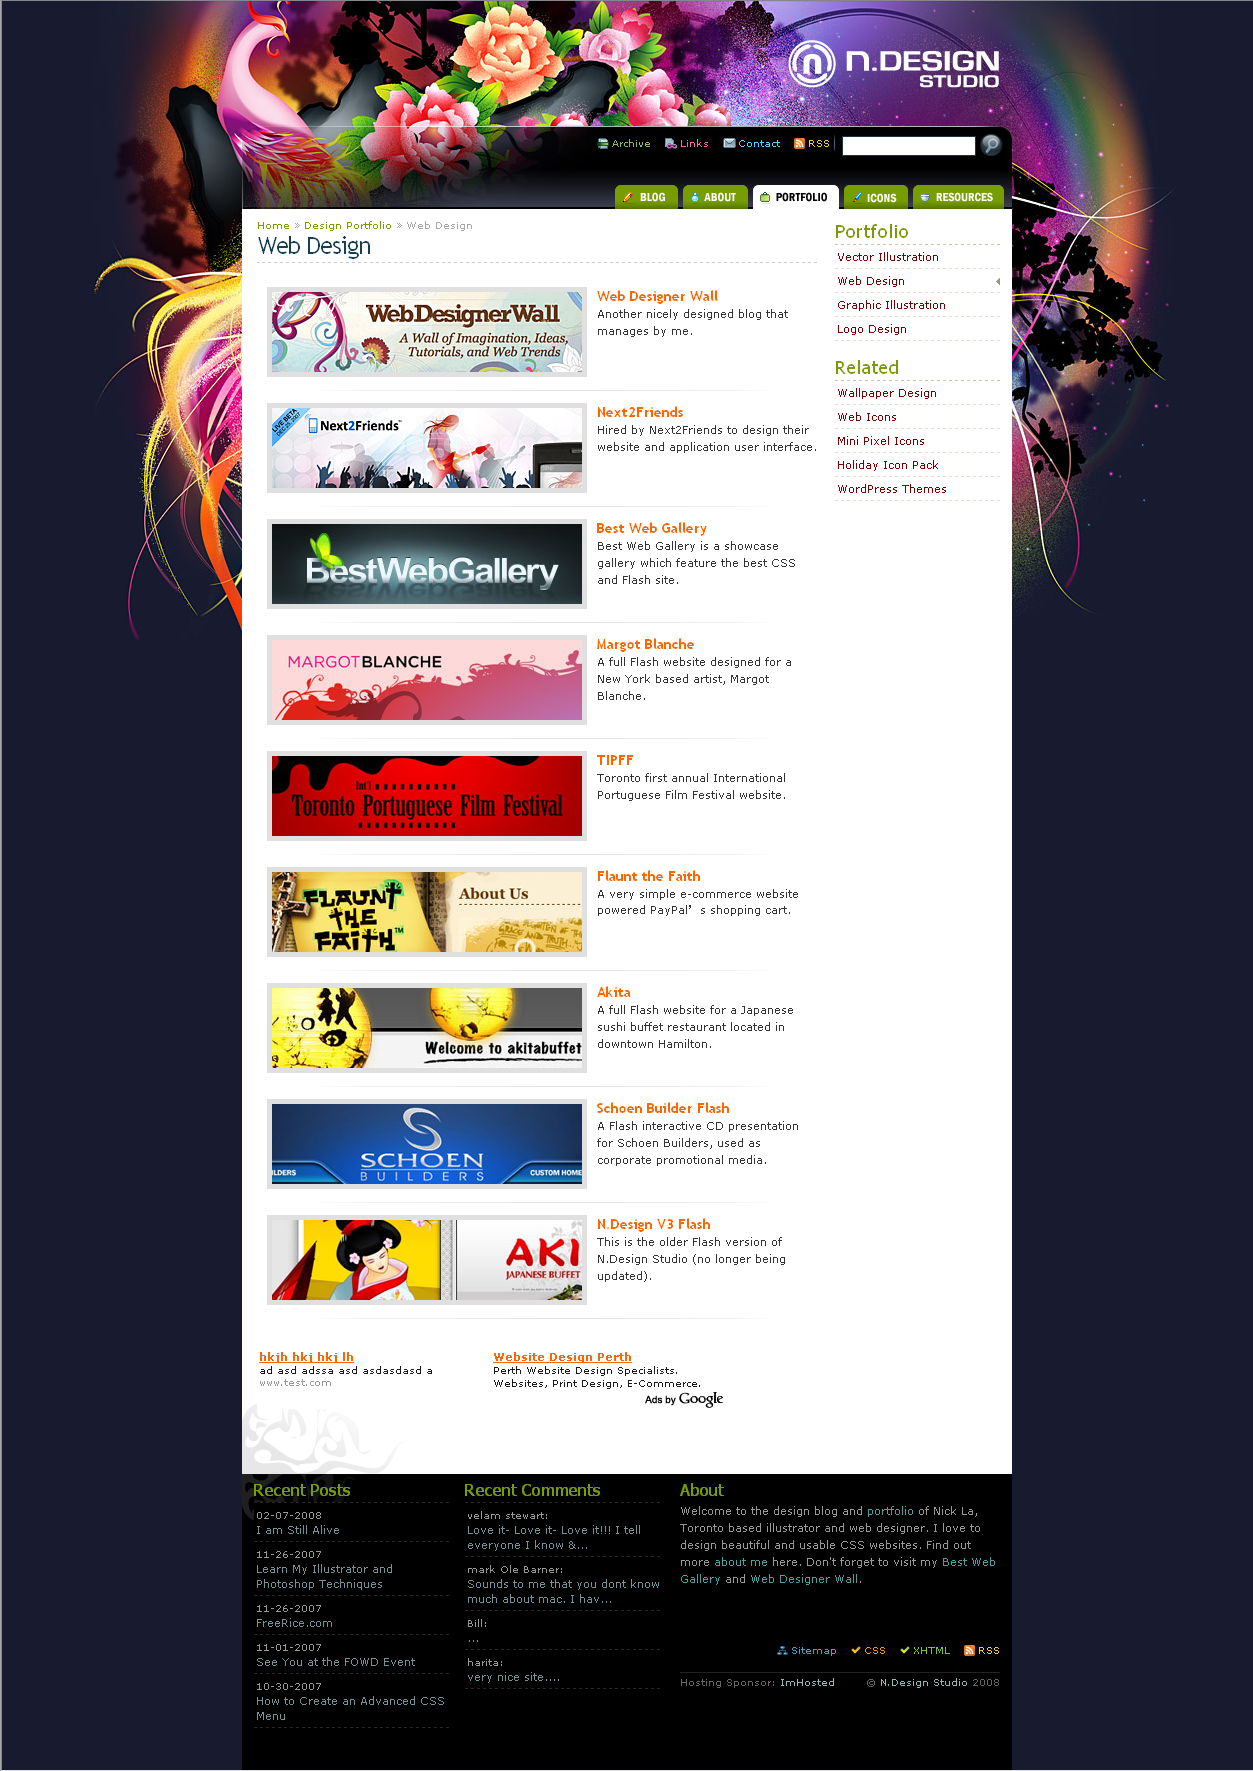 n.DESIGN
STUDIO
Archive Links Contact RSS
BLOG ABOUT PORTFOLIO ICONS RESOURCES
Home » Design Portfolio » Web Design
Web Design
WebDesignerWall
A Wall of Imagination, Ideas,
Tutorials, and Web Trends
Web Designer Wall
Another nicely designed blog that
manages by me.
LIVE BETA
Next2Friends
Next2Friends
Hired by Next2Friends to design their
website and application user interface.
BestWebGallery
Best Web Gallery
Best Web Gallery is a showcase
gallery which feature the best CSS
and Flash site.
MARGOTBLANCHE
Margot Blanche
A full Flash website designed for a
New York based artist, Margot
Blanche.
Int'l
Toronto Portuguese Film Festival
TIPFF
Toronto first annual International
Portuguese Film Festival website.
FLAUNT
THE
FAITH™
About Us
Flaunt the Faith
A very simple e-commerce website
powered PayPal’s shopping cart.
秋田
Welcome to akitabuffet
Akita
A full Flash website for a Japanese
sushi buffet restaurant located in
downtown Hamilton.
SCHOEN
BUILDERS
LDERS
CUSTOM HOME
Schoen Builder Flash
A Flash interactive CD presentation
for Schoen Builders, used as
corporate promotional media.
AKI
JAPANESE BUFFET
N.Design V3 Flash
This is the older Flash version of
N.Design Studio (no longer being
updated).
Portfolio
Vector Illustration
Web Design
Graphic Illustration
Logo Design
Related
Wallpaper Design
Web Icons
Mini Pixel Icons
Holiday Icon Pack
WordPress Themes
hkjh hkj hkj lh
ad asd adssa asd asdasdasd a
www.test.com
Website Design Perth
Perth Website Design Specialists.
Websites, Print Design, E-Commerce.
Ads by Google
Recent Posts
02-07-2008
I am Still Alive
11-26-2007
Learn My Illustrator and
Photoshop Techniques
11-26-2007
FreeRice.com
11-01-2007
See You at the FOWD Event
10-30-2007
How to Create an Advanced CSS
Menu
Recent Comments
velam stewart:
Love it- Love it- Love it!!! I tell
everyone I know &...
mark Ole Barner:
Sounds to me that you dont know
much about mac. I hav...
Bill:
...
harita:
very nice site....
About
Welcome to the design blog and portfolio of Nick La,
Toronto based illustrator and web designer. I love to
design beautiful and usable CSS websites. Find out
more about me here. Don't forget to visit my Best Web
Gallery and Web Designer Wall.
Sitemap CSS XHTML RSS
Hosting Sponsor: ImHosted © N.Design Studio 2008